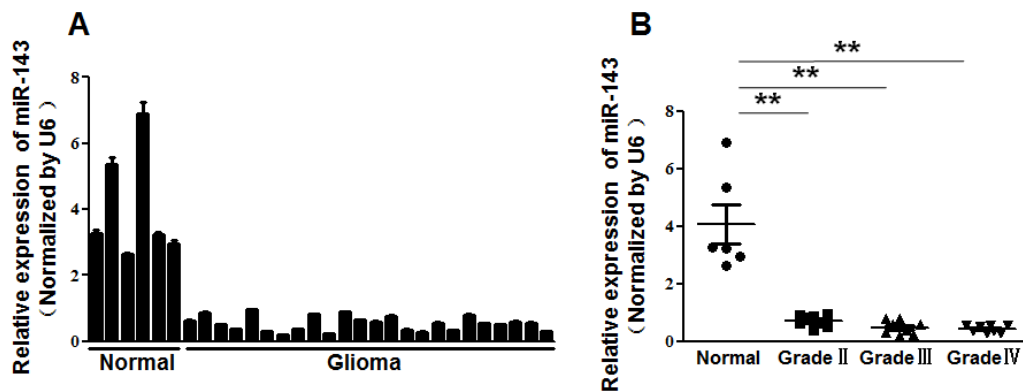 A
Relative expression of miR-143
（Normalized by U6 ）
8
6
4
2
0
Normal
Glioma
B
Relative expression of miR-143
（Normalized by U6 ）
**
**
**
8
6
4
2
0
Normal
Grade Ⅱ
Grade Ⅲ
Grade Ⅳ